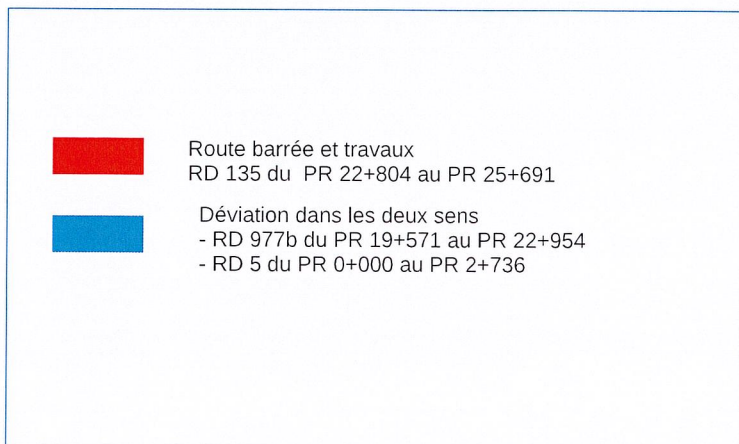 Route barrée et travaux
RD 135 du PR 22+804 au PR 25+691
Déviation dans les deux sens
- RD 977b du PR 19+571 au PR 22+954
- RD 5 du PR 0+000 au PR 2+736